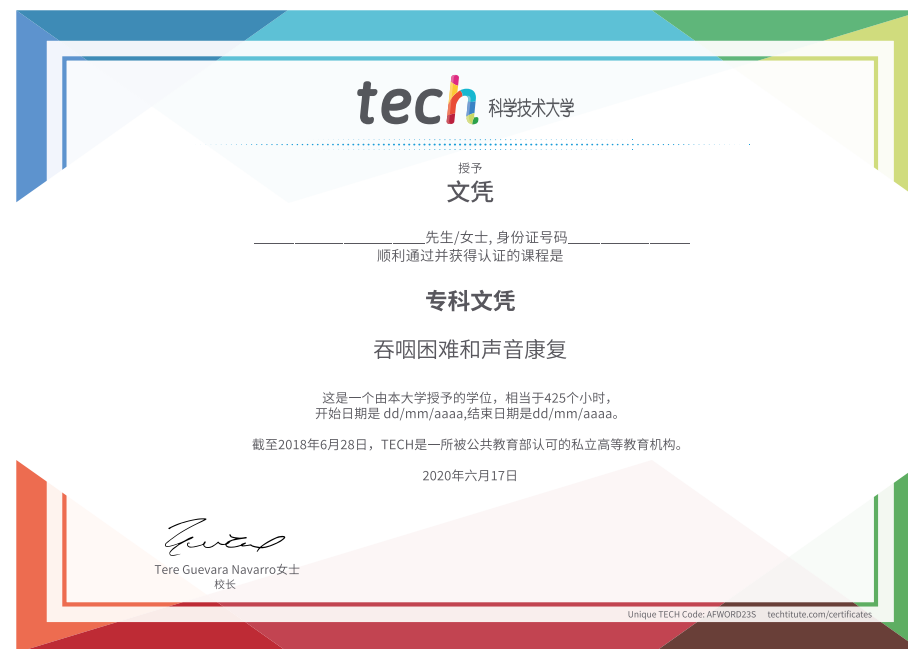 tech 科学技术大学
授予
文凭
______________________先生/女士, 身份证号码________________
顺利通过并获得认证的课程是
专科文凭
吞咽困难和声音康复
这是一个由本大学授予的学位，相当于425个小时，
开始日期是 dd/mm/aaaa,结束日期是dd/mm/aaaa。
截至2018年6月28日，TECH是一所被公共教育部认可的私立高等教育机构。
2020年六月17日
Tere Guevara Navarro女士
校长
Unique TECH Code: AFWORD23S techtitute.com/certificates